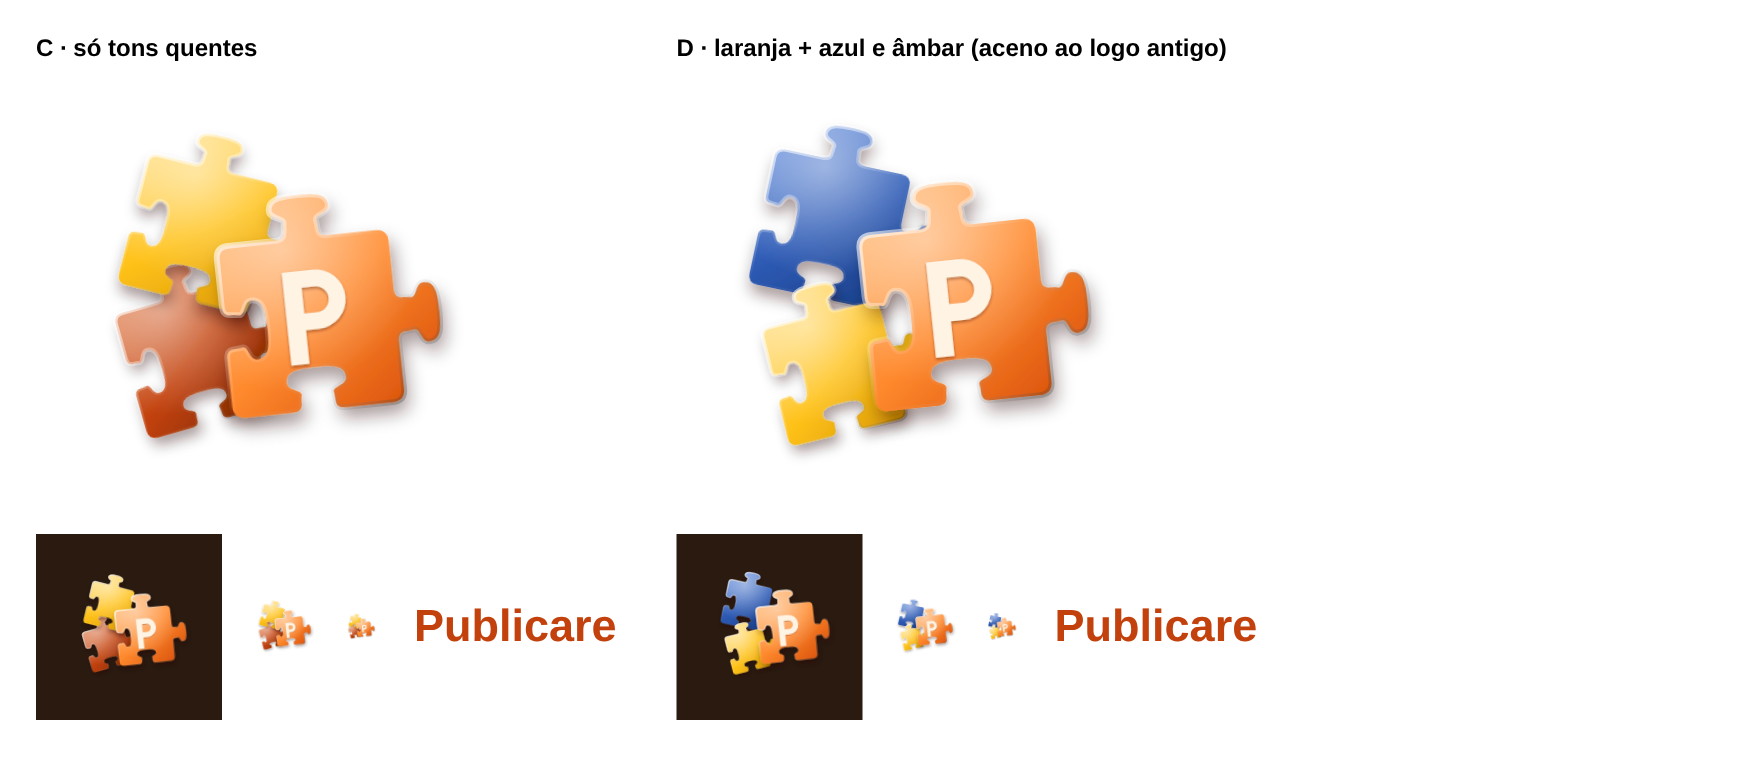 C · só tons quentes
D · laranja + azul e âmbar (aceno ao logo antigo)
P
P
P
P
P
Publicare
P
P
Publicare